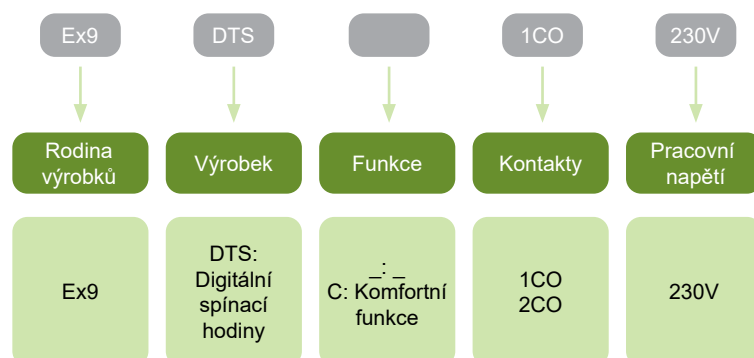 Ex9
DTS
1CO
230V
Rodina
výrobků
Výrobek
Funkce
Kontakty
Pracovní
napětí
Ex9
DTS:
Digitální
spínací
hodiny
_: _
C: Komfortní
funkce
1CO
2CO
230V